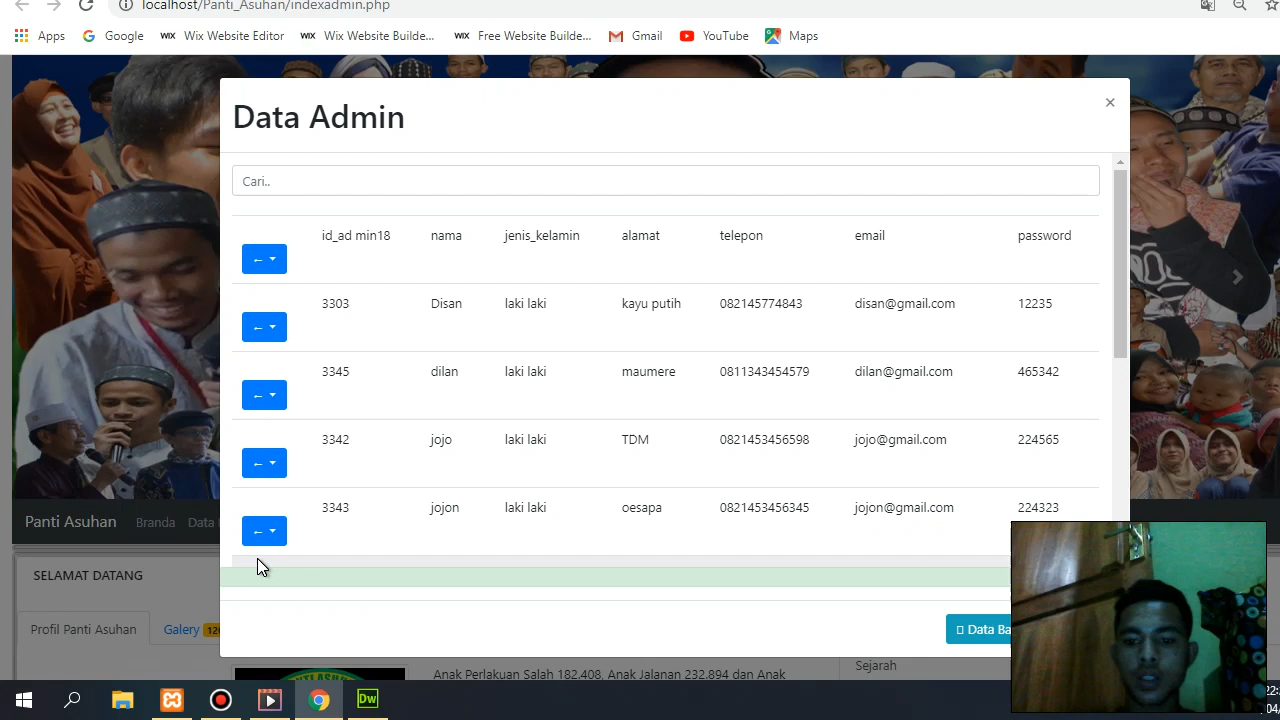 localhost/Panti_Asuhan/indexadmin.php
Apps Google WIX Wix Website Editor WIX Wix Website Builde... WIX Free Website Builde... Gmail YouTube Maps
Data Admin ×
Cari..
id_ad min18 nama jenis_kelamin alamat telepon email password
←
3303 Disan laki laki kayu putih 082145774843 disan@gmail.com 12235
←
3345 dilan laki laki maumere 0811343454579 dilan@gmail.com 465342
←
3342 jojo laki laki TDM 0821453456598 jojo@gmail.com 224565
←
3343 jojon laki laki oesapa 0821453456345 jojon@gmail.com 224323
←
Panti Asuhan Branda Data
SELAMAT DATANG
Profil Panti Asuhan Galery
Data Ba
Sejarah
Anak Perlakuan Salah 182.408, Anak Jalanan 232.894 dan Anak
Dw